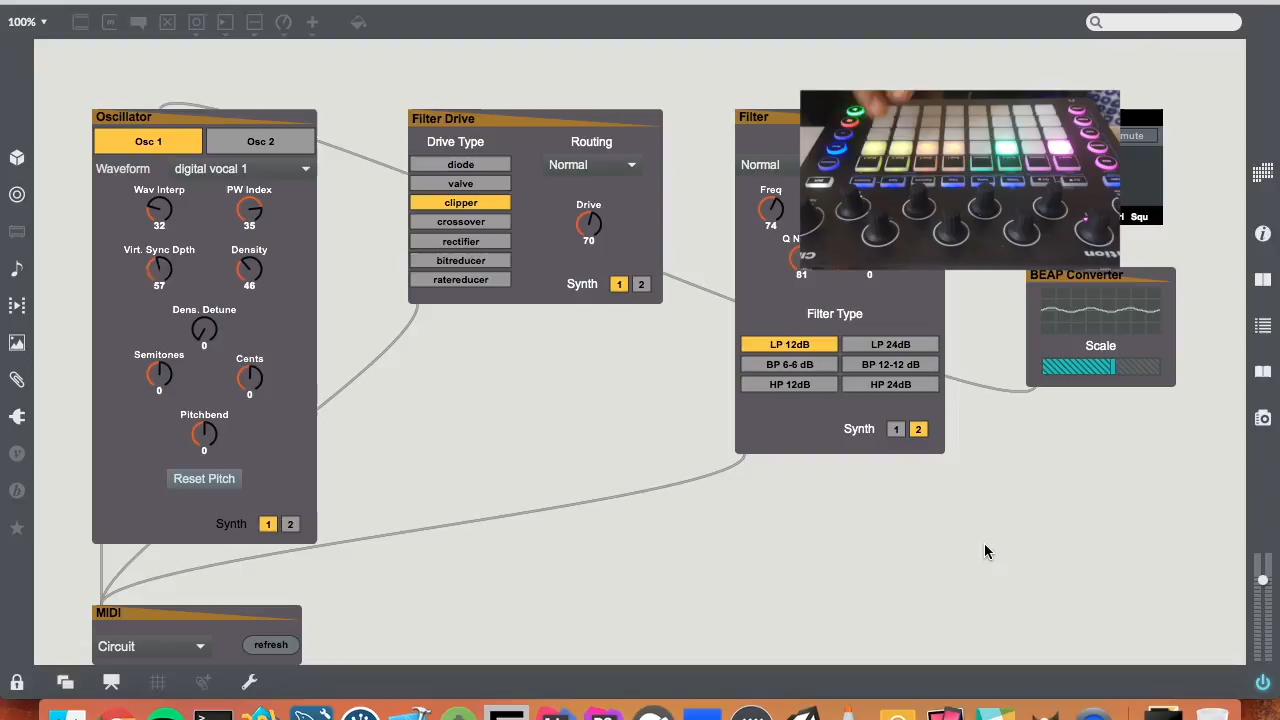 100%
Oscillator
Osc 1
Osc 2
Waveform
digital vocal 1
Wav Interp
PW Index
32
35
Virt. Sync Dpth
Density
57
46
Dens. Detune
0
Semitones
Cents
0
0
Pitchbend
0
Reset Pitch
Synth
1
2
MIDI
Circuit
refresh
Filter Drive
Drive Type
Routing
diode
Normal
valve
clipper
Drive
crossover
70
rectifier
bitreducer
ratereducer
Synth
1
2
Filter
Normal
Freq
74
Q N
81
0
Filter Type
LP 12dB
LP 24dB
BP 6-6 dB
BP 12-12 dB
HP 12dB
HP 24dB
Synth
1
2
mute
Squ
BEAP Converter
Scale